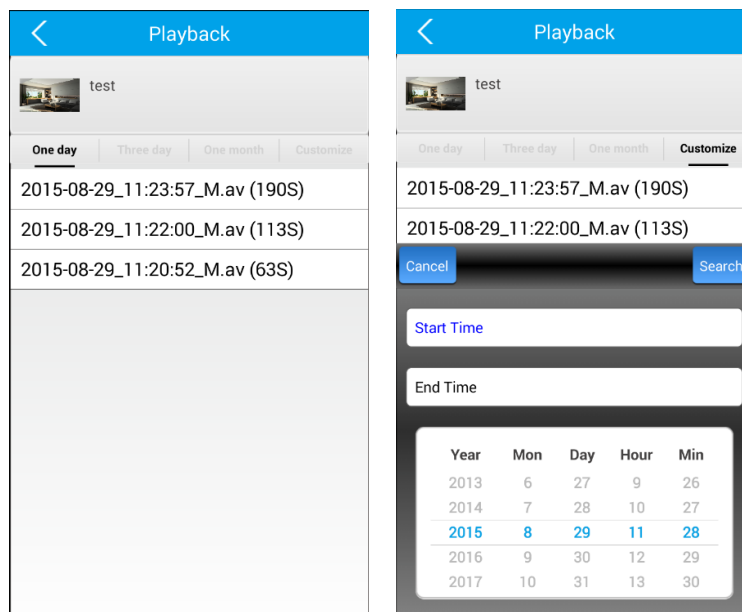 Playback
test
One day Three day One month Customize
2015-08-29_11:23:57_M.av (190S)
2015-08-29_11:22:00_M.av (113S)
2015-08-29_11:20:52_M.av (63S)
Playback
test
One day Three day One month Customize
2015-08-29_11:23:57_M.av (190S)
2015-08-29_11:22:00_M.av (113S)
Cancel Search
Start Time
End Time
Year Mon Day Hour Min
2013 6 27 9 26
2014 7 28 10 27
2015 8 29 11 28
2016 9 30 12 29
2017 10 31 13 30